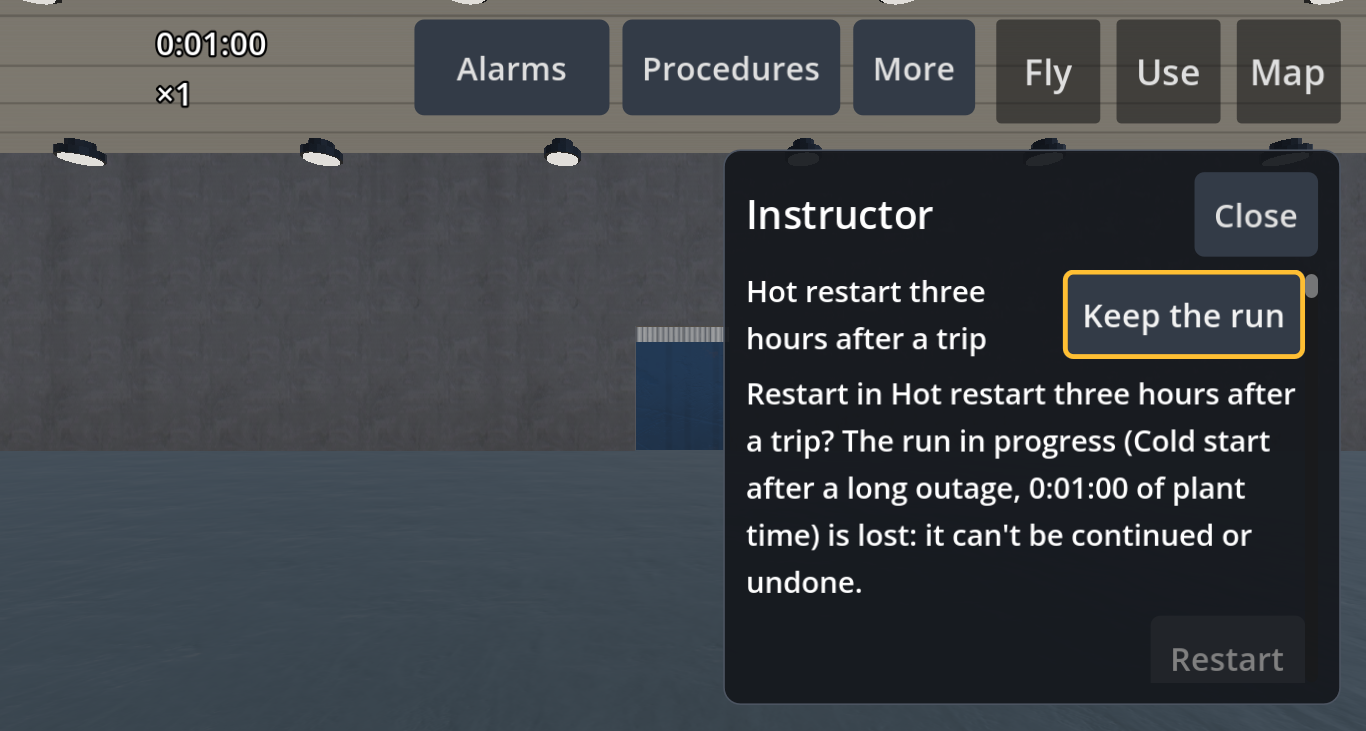 0:01:00
×1
Alarms
Procedures
More
Fly
Use
Map
Instructor
Close
Hot restart three
hours after a trip
Keep the run
Restart in Hot restart three hours after
a trip? The run in progress (Cold start
after a long outage, 0:01:00 of plant
time) is lost: it can't be continued or
undone.
Restart